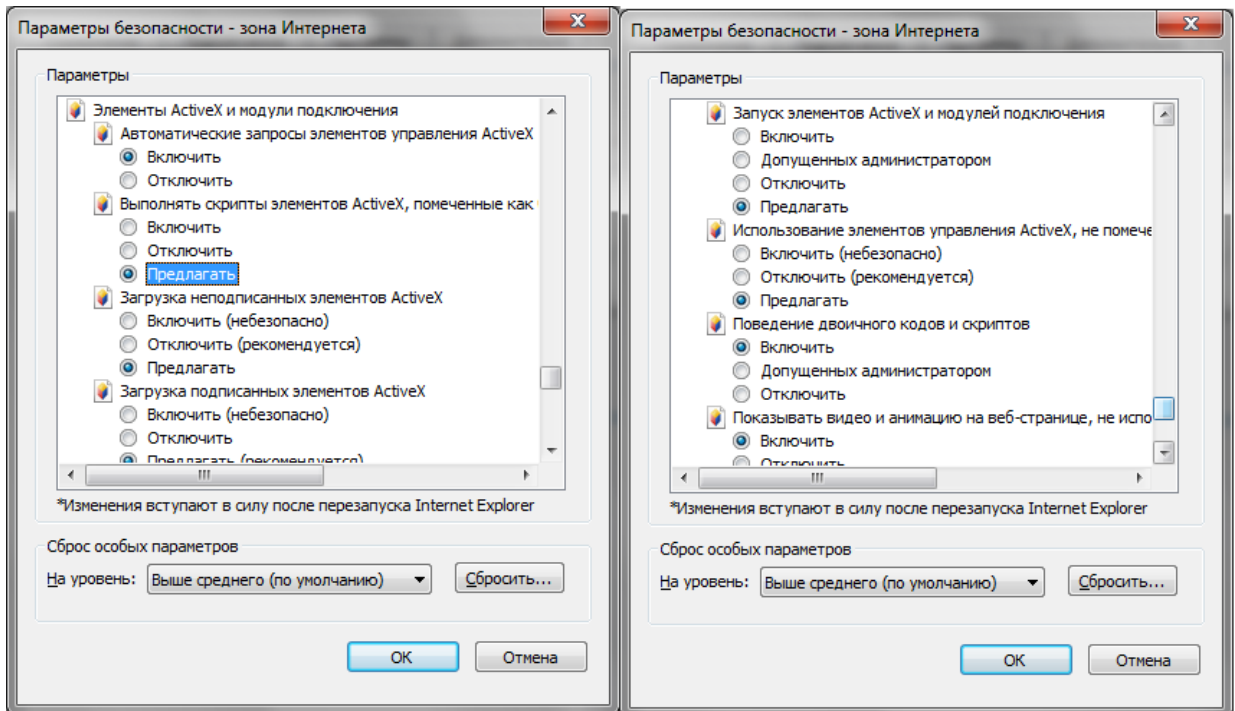 Параметры безопасности - зона Интернета
Параметры
Элементы ActiveX и модули подключения
Автоматические запросы элементов управления ActiveX
Включить
Отключить
Выполнять скрипты элементов ActiveX, помеченные как
Включить
Отключить
Предлагать
Загрузка неподписанных элементов ActiveX
Включить (небезопасно)
Отключить (рекомендуется)
Предлагать
Загрузка подписанных элементов ActiveX
Включить (небезопасно)
Отключить
Предлагать (рекомендуется)
*Изменения вступают в силу после перезапуска Internet Explorer
Сброс особых параметров
На уровень: Выше среднего (по умолчанию) Сбросить...
OK Отмена
Параметры безопасности - зона Интернета
Параметры
Запуск элементов ActiveX и модулей подключения
Включить
Допущенных администратором
Отключить
Предлагать
Использование элементов управления ActiveX, не помече
Включить (небезопасно)
Отключить (рекомендуется)
Предлагать
Поведение двоичного кодов и скриптов
Включить
Допущенных администратором
Отключить
Показывать видео и анимацию на веб-странице, не испо
Включить
Отключить
*Изменения вступают в силу после перезапуска Internet Explorer
Сброс особых параметров
На уровень: Выше среднего (по умолчанию) Сбросить...
OK Отмена